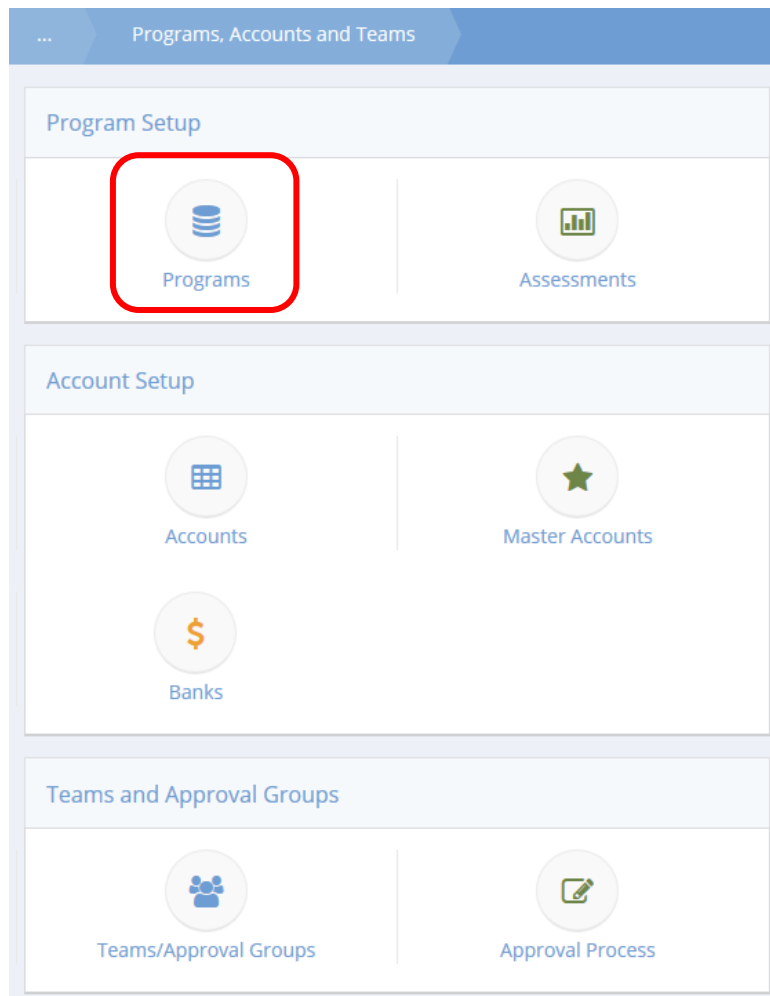 ... Programs, Accounts and Teams
Program Setup
Programs Assessments
Account Setup
Accounts Master Accounts
$
Banks
Teams and Approval Groups
Teams/Approval Groups Approval Process